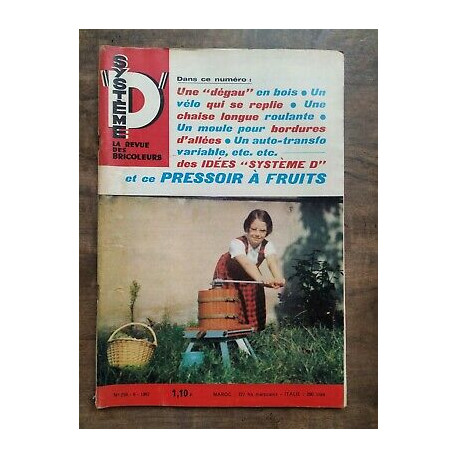 SYSTÈME
"D"
LA REVUE
DES
BRICOLEURS
Dans ce numéro :
Une "dégau" en bois • Un
vélo qui se replie • Une
chaise longue roulante •
Un moule pour bordures
d'allées • Un auto-transfo
variable, etc. etc.
des IDÉES "SYSTÈME D"
et ce PRESSOIR À FRUITS
1,10 F
MAROC : ITALIE :